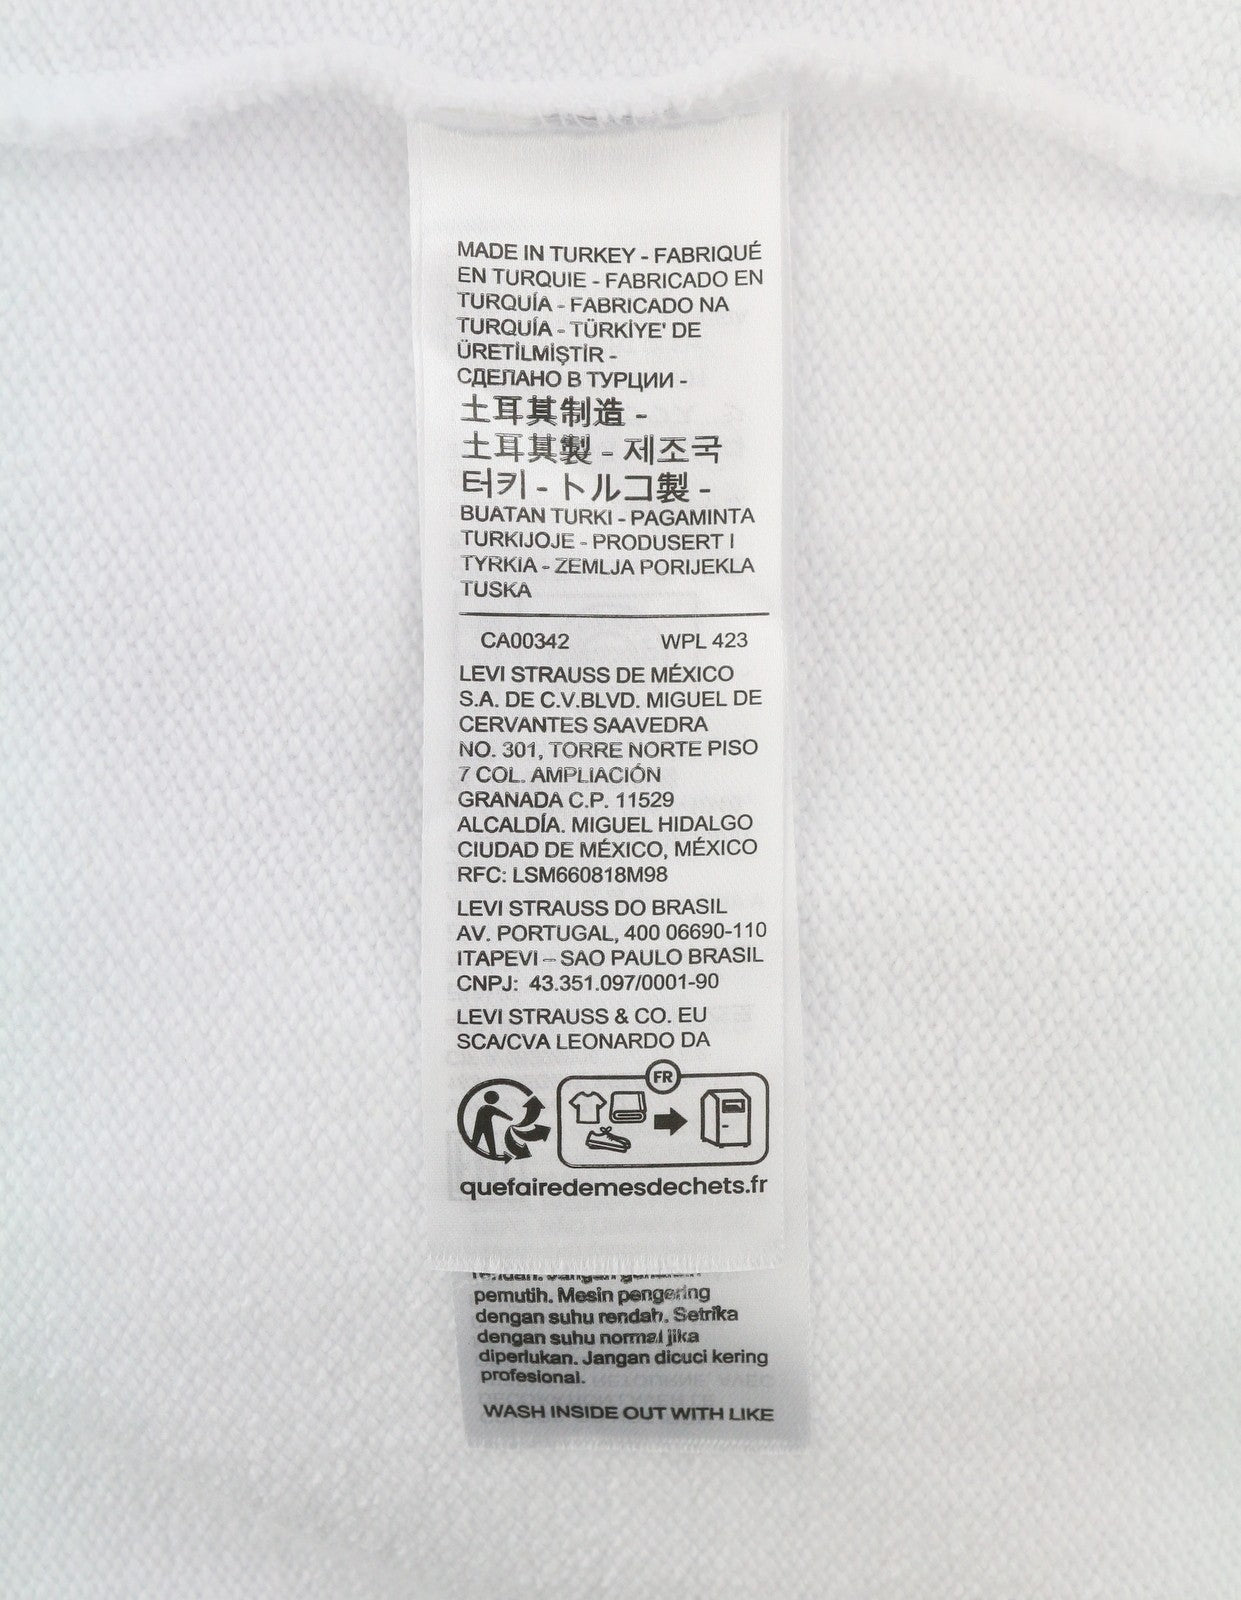 MADE IN TURKEY - FABRIQUÉ
EN TURQUIE - FABRICADO EN
TURQUÍA - FABRICADO NA
TURQUÍA - TÜRKİYE' DE
ÜRETİLMİŞTİR -
СДЕЛАНО В ТУРЦИИ -
土耳其制造 -
土耳其製 - 제조국
터키 - トルコ製 -
BUATAN TURKI - PAGAMINTA
TURKIJOJE - PRODUSERT I
TYRKIA - ZEMLJA PORIJEKLA
TUSKA
CA00342 WPL 423
LEVI STRAUSS DE MÉXICO
S.A. DE C.V.BLVD. MIGUEL DE
CERVANTES SAAVEDRA
NO. 301, TORRE NORTE PISO
7 COL. AMPLIACIÓN
GRANADA C.P. 11529
ALCALDÍA. MIGUEL HIDALGO
CIUDAD DE MÉXICO, MÉXICO
RFC: LSM660818M98
LEVI STRAUSS DO BRASIL
AV. PORTUGAL, 400 06690-110
ITAPEVI – SAO PAULO BRASIL
CNPJ: 43.351.097/0001-90
LEVI STRAUSS & CO. EU
SCA/CVA LEONARDO DA
FR
quefairedemesdechets.fr
pemutih. Mesin pengering
dengan suhu rendah. Setrika
dengan suhu normal jika
diperlukan. Jangan dicuci kering
profesional.
WASH INSIDE OUT WITH LIKE